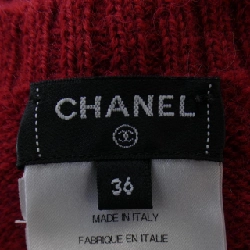 CHANEL
36
MADE IN ITALY
FABRIQUE EN ITALIE